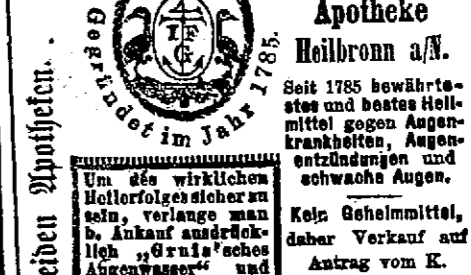 eiden Apotheken.
I F
G
Gegründet im Jahr 1785.
Um des wirklichen
Heilerfolges sicher zu
sein, verlange man
b. Ankauf ausdrück-
lich „Gruis'sches
Augenwasser“ und
Apotheke
Heilbronn a/N.
Seit 1785 bewährte-
stes und bestes Heil-
mittel gegen Augen-
krankheiten, Augen-
entzündungen und
schwache Augen.
Kein Geheimmittel,
daher Verkauf auf
Antrag vom K.